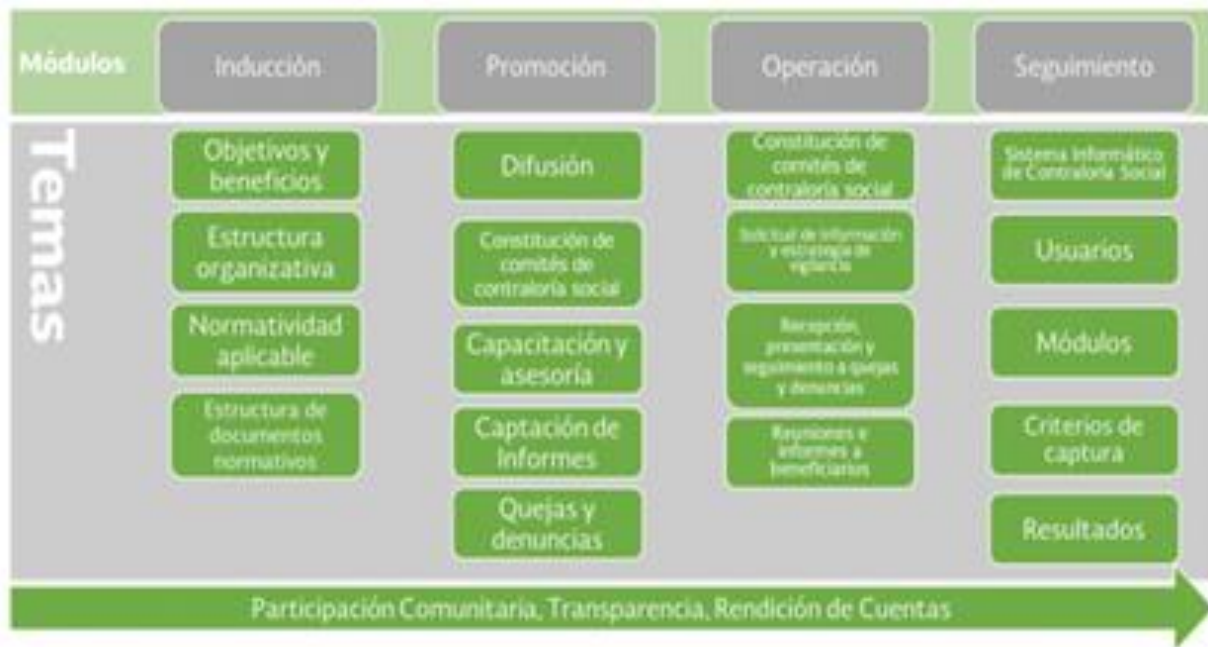 Módulos
Inducción
Promoción
Operación
Seguimiento
Temas
Objetivos y
beneficios
Estructura
organizativa
Normatividad
aplicable
Estructura de
documentos
normativos
Difusión
Constitución de
comités de
contraloría social
Capacitación y
asesoría
Captación de
Informes
Quejas y
denuncias
Constitución de
comités de
contraloría social
Solicitud de información
y estrategia de
vigilancia
Recepción,
presentación y
seguimiento a quejas
y denuncias
Reuniones e
informes a
beneficiarios
Sistema Informático
de Contraloría Social
Usuarios
Módulos
Criterios de
captura
Resultados
Participación Comunitaria, Transparencia, Rendición de Cuentas